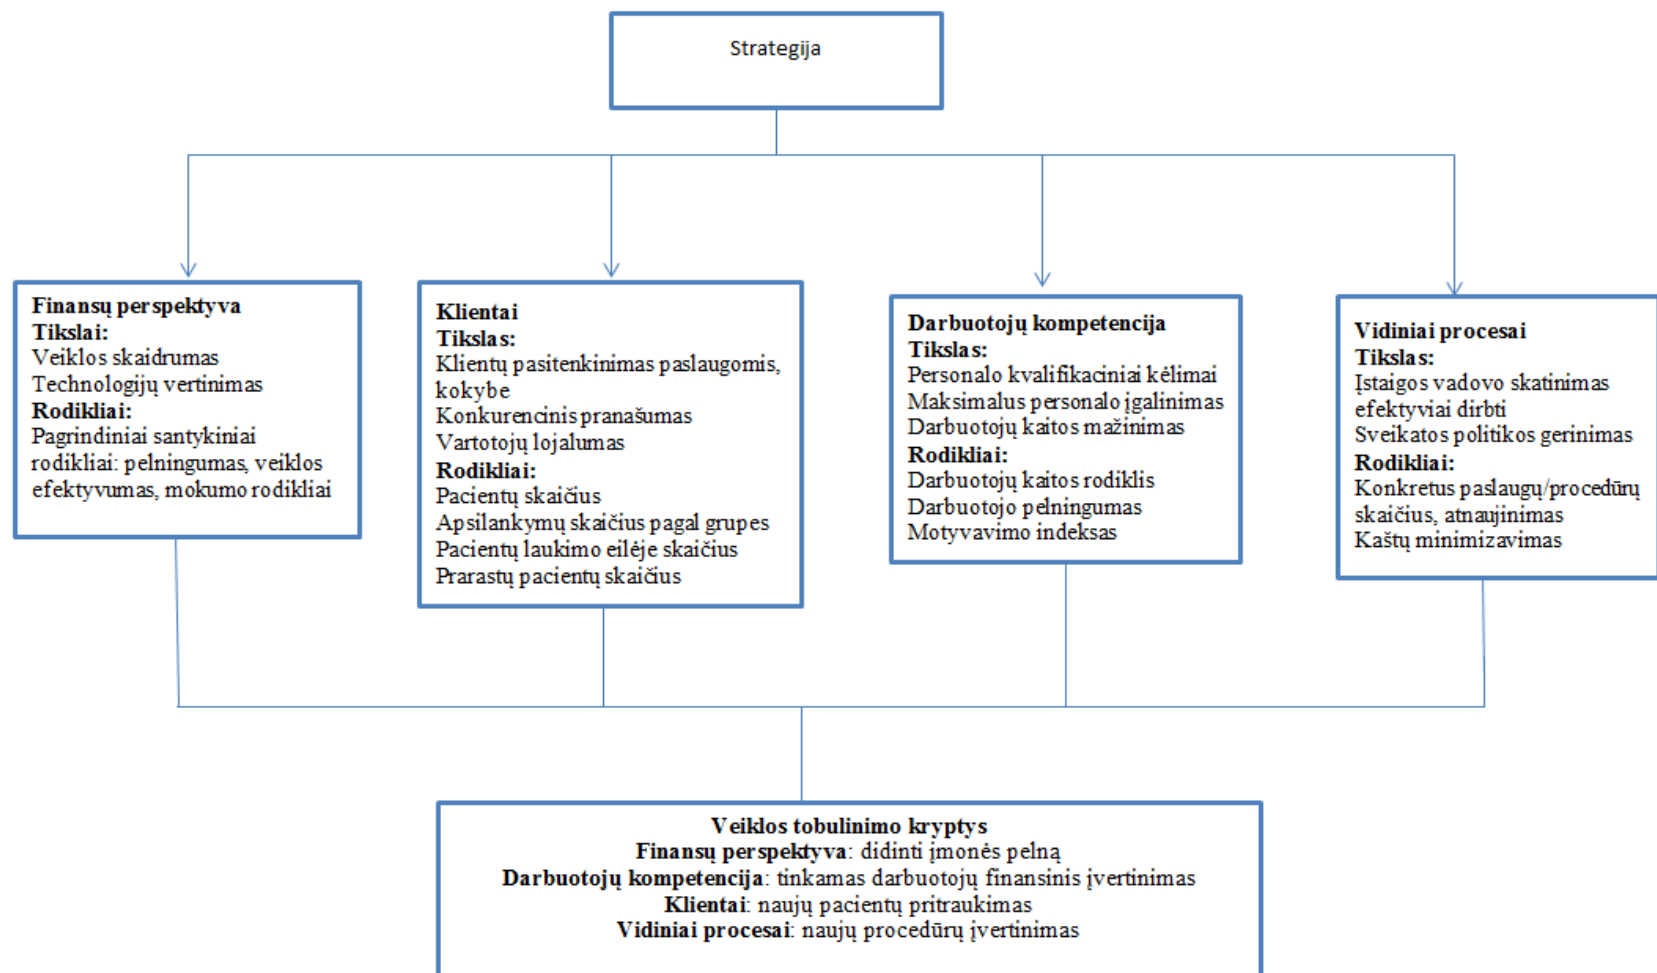 Strategija
Finansų perspektyva
Tikslai:
Veiklos skaidrumas
Technologijų vertinimas
Rodikliai:
Pagrindiniai santykiniai
rodikliai: pelningumas, veiklos
efektyvumas, mokumo rodikliai
Klientai
Tikslas:
Klientų pasitenkinimas paslaugomis,
kokybe
Konkurencinis pranašumas
Vartotojų lojalumas
Rodikliai:
Pacientų skaičius
Apsilankymų skaičius pagal grupes
Pacientų laukimo eilėje skaičius
Prarastų pacientų skaičius
Darbuotojų kompetencija
Tikslas:
Personalo kvalifikaciniai kėlimai
Maksimalus personalo įgalinimas
Darbuotojų kaitos mažinimas
Rodikliai:
Darbuotojų kaitos rodiklis
Darbuotojo pelningumas
Motyvavimo indeksas
Vidiniai procesai
Tikslas:
Įstaigos vadovo skatinimas
efektyviai dirbti
Sveikatos politikos gerinimas
Rodikliai:
Konkretus paslaugų/procedūrų
skaičius, atnaujinimas
Kaštų minimizavimas
Veiklos tobulinimo kryptys
Finansų perspektyva: didinti įmonės pelną
Darbuotojų kompetencija: tinkamas darbuotojų finansinis įvertinimas
Klientai: naujų pacientų pritraukimas
Vidiniai procesai: naujų procedūrų įvertinimas